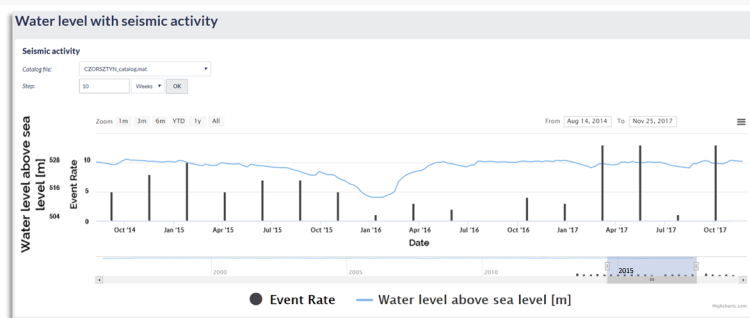 Water level with seismic activity
Seismic activity
Catalog file: CZORSZTYN_catalog.mat
Step: 10 Weeks OK
Zoom 1m 3m 6m YTD 1y All From Aug 14, 2014 To Nov 25, 2017
Water level above sea
level [m]
528
516
504
Event Rate
10
5
0
Oct '14 Jan '15 Apr '15 Jul '15 Oct '15 Jan '16 Apr '16 Jul '16 Oct '16 Jan '17 Apr '17 Jul '17 Oct '17
Date
2000 2005 2010 2015
Event Rate Water level above sea level [m]
Highcharts.com